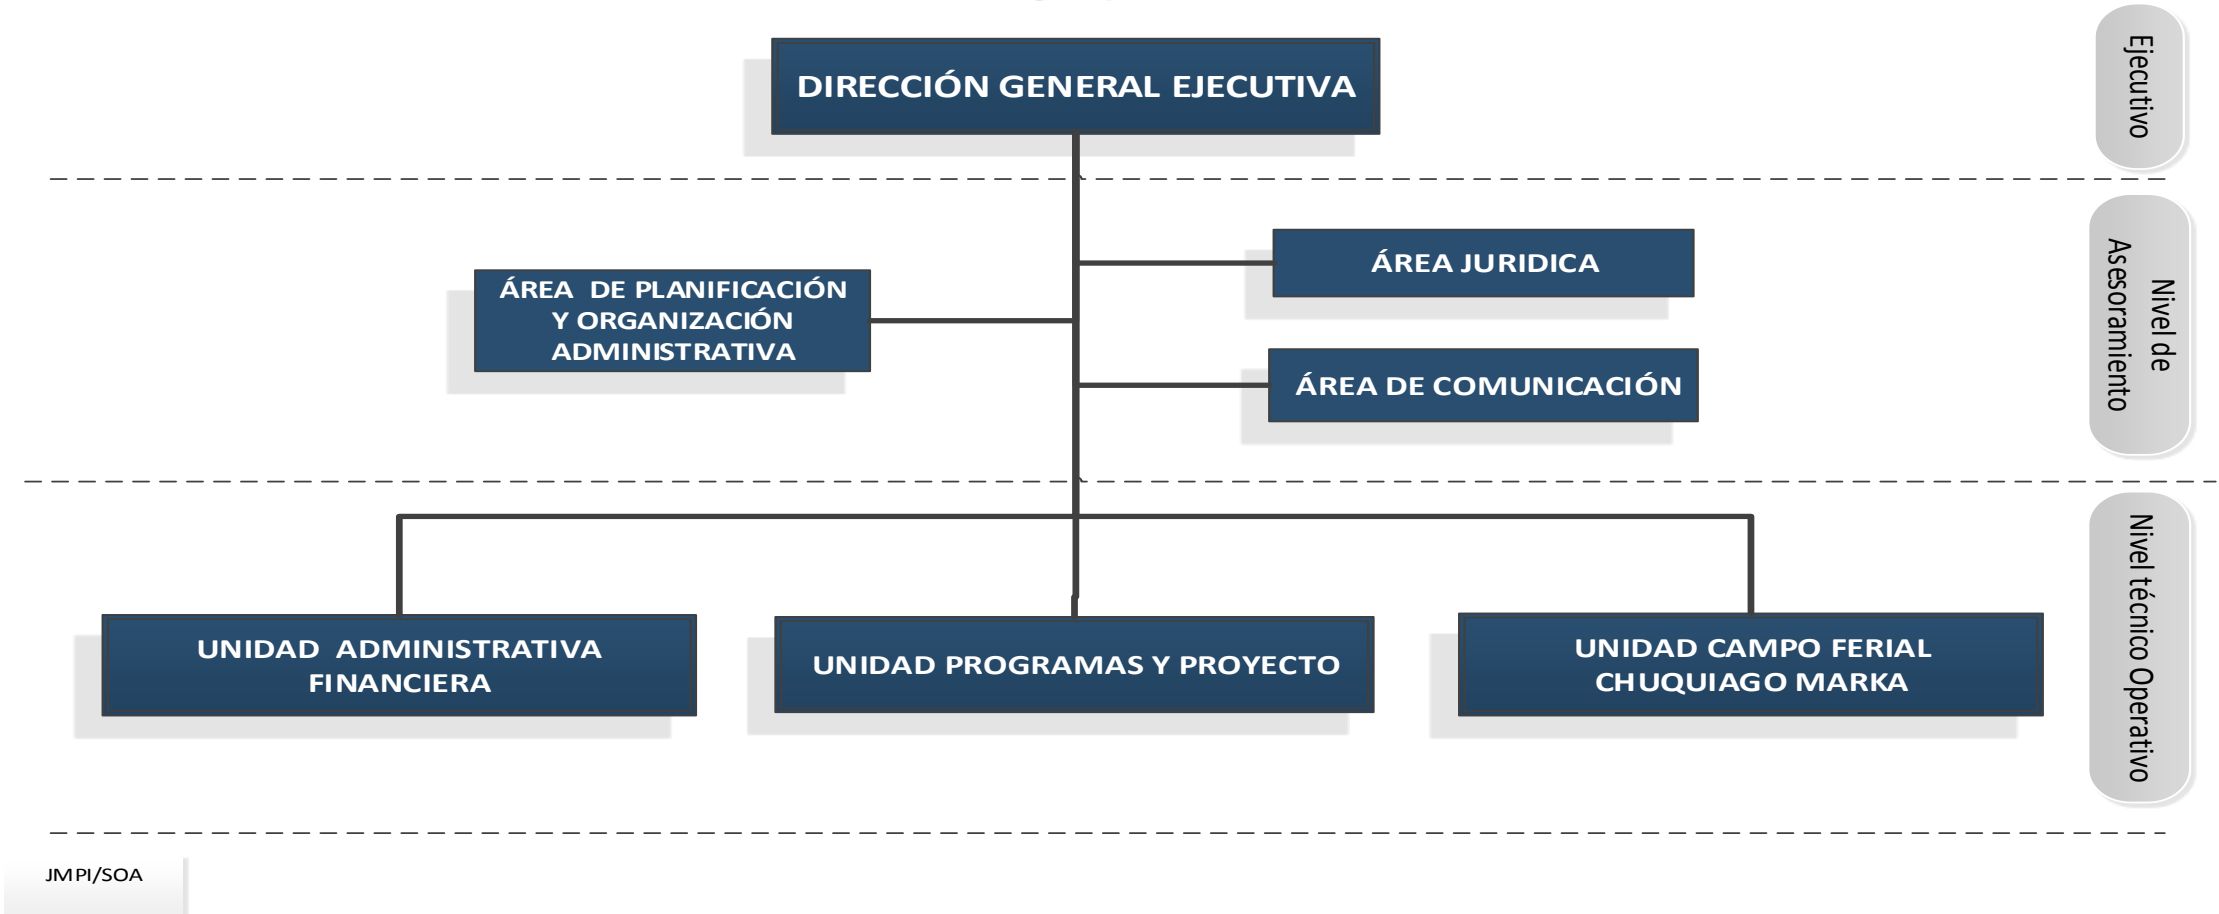 DIRECCIÓN GENERAL EJECUTIVA
Ejecutivo
ÁREA JURIDICA
ÁREA DE PLANIFICACIÓN
Y ORGANIZACIÓN
ADMINISTRATIVA
ÁREA DE COMUNICACIÓN
Nivel de
Asesoramiento
UNIDAD ADMINISTRATIVA
FINANCIERA
UNIDAD PROGRAMAS Y PROYECTO
UNIDAD CAMPO FERIAL
CHUQUIAGO MARKA
Nivel técnico Operativo
JMPI/SOA